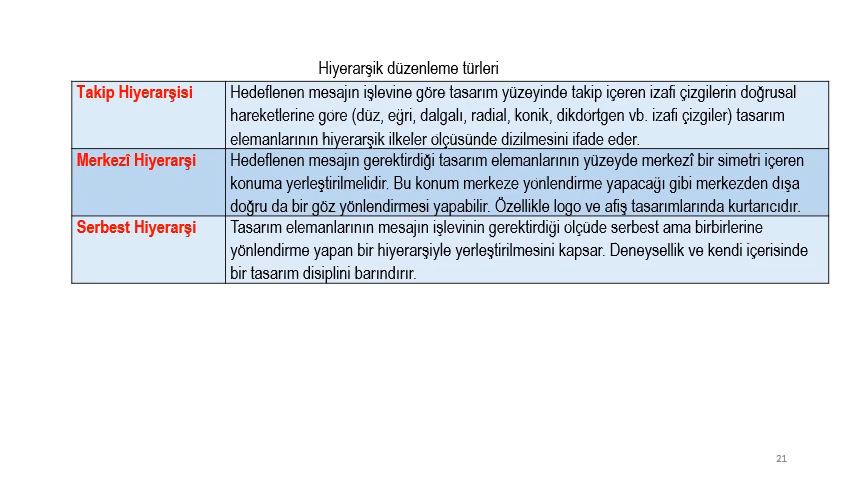 Hiyerarşik düzenleme türleri
Takip Hiyerarşisi
Hedeflenen mesajın işlevine göre tasarım yüzeyinde takip içeren izafi çizgilerin doğrusal
hareketlerine göre (düz, eğri, dalgalı, radial, konik, dikdörtgen vb. izafi çizgiler) tasarım
elemanlarının hiyerarşik ilkeler ölçüsünde dizilmesini ifade eder.
Merkezî Hiyerarşi
Hedeflenen mesajın gerektirdiği tasarım elemanlarının yüzeyde merkezî bir simetri içeren
konuma yerleştirilmelidir. Bu konum merkeze yönlendirme yapacağı gibi merkezden dışa
doğru da bir göz yönlendirmesi yapabilir. Özellikle logo ve afiş tasarımlarında kurtarıcıdır.
Serbest Hiyerarşi
Tasarım elemanlarının mesajın işlevinin gerektirdiği ölçüde serbest ama birbirlerine
yönlendirme yapan bir hiyerarşiyle yerleştirilmesini kapsar. Deneysellik ve kendi içerisinde
bir tasarım disiplini barındırır.
21